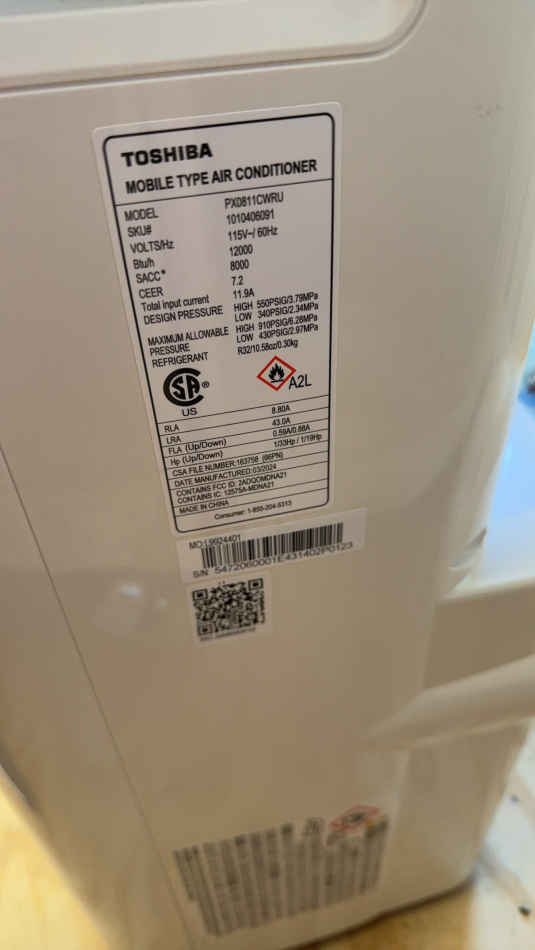 TOSHIBA
MOBILE TYPE AIR CONDITIONER
MODEL PX0811CWRU
SKU# 1010406091
VOLTS/Hz 115V~/ 60Hz
Btu/h 12000
SACC* 8000
CEER 7.2
Total input current 11.9A
DESIGN PRESSURE HIGH 550PSIG/3.79MPa
LOW 340PSIG/2.34MPa
MAXIMUM ALLOWABLE PRESSURE HIGH 910PSIG/6.28MPa
LOW 430PSIG/2.97MPa
REFRIGERANT R32/10.58oz/0.30kg
SA ®
US
A2L
RLA 8.80A
LRA 43.0A
FLA (Up/Down) 0.59A/0.88A
Hp (Up/Down) 1/33Hp / 1/19Hp
CSA FILE NUMBER:163758 (96PN)
DATE MANUFACTURED:03/2024
CONTAINS FCC ID: 2ADQOMDNA21
CONTAINS IC: 12575A-MDNA21
MADE IN CHINA
Consumer: 1-855-204-5313
MO:L9924401
S/N 5472060001E431402P0123